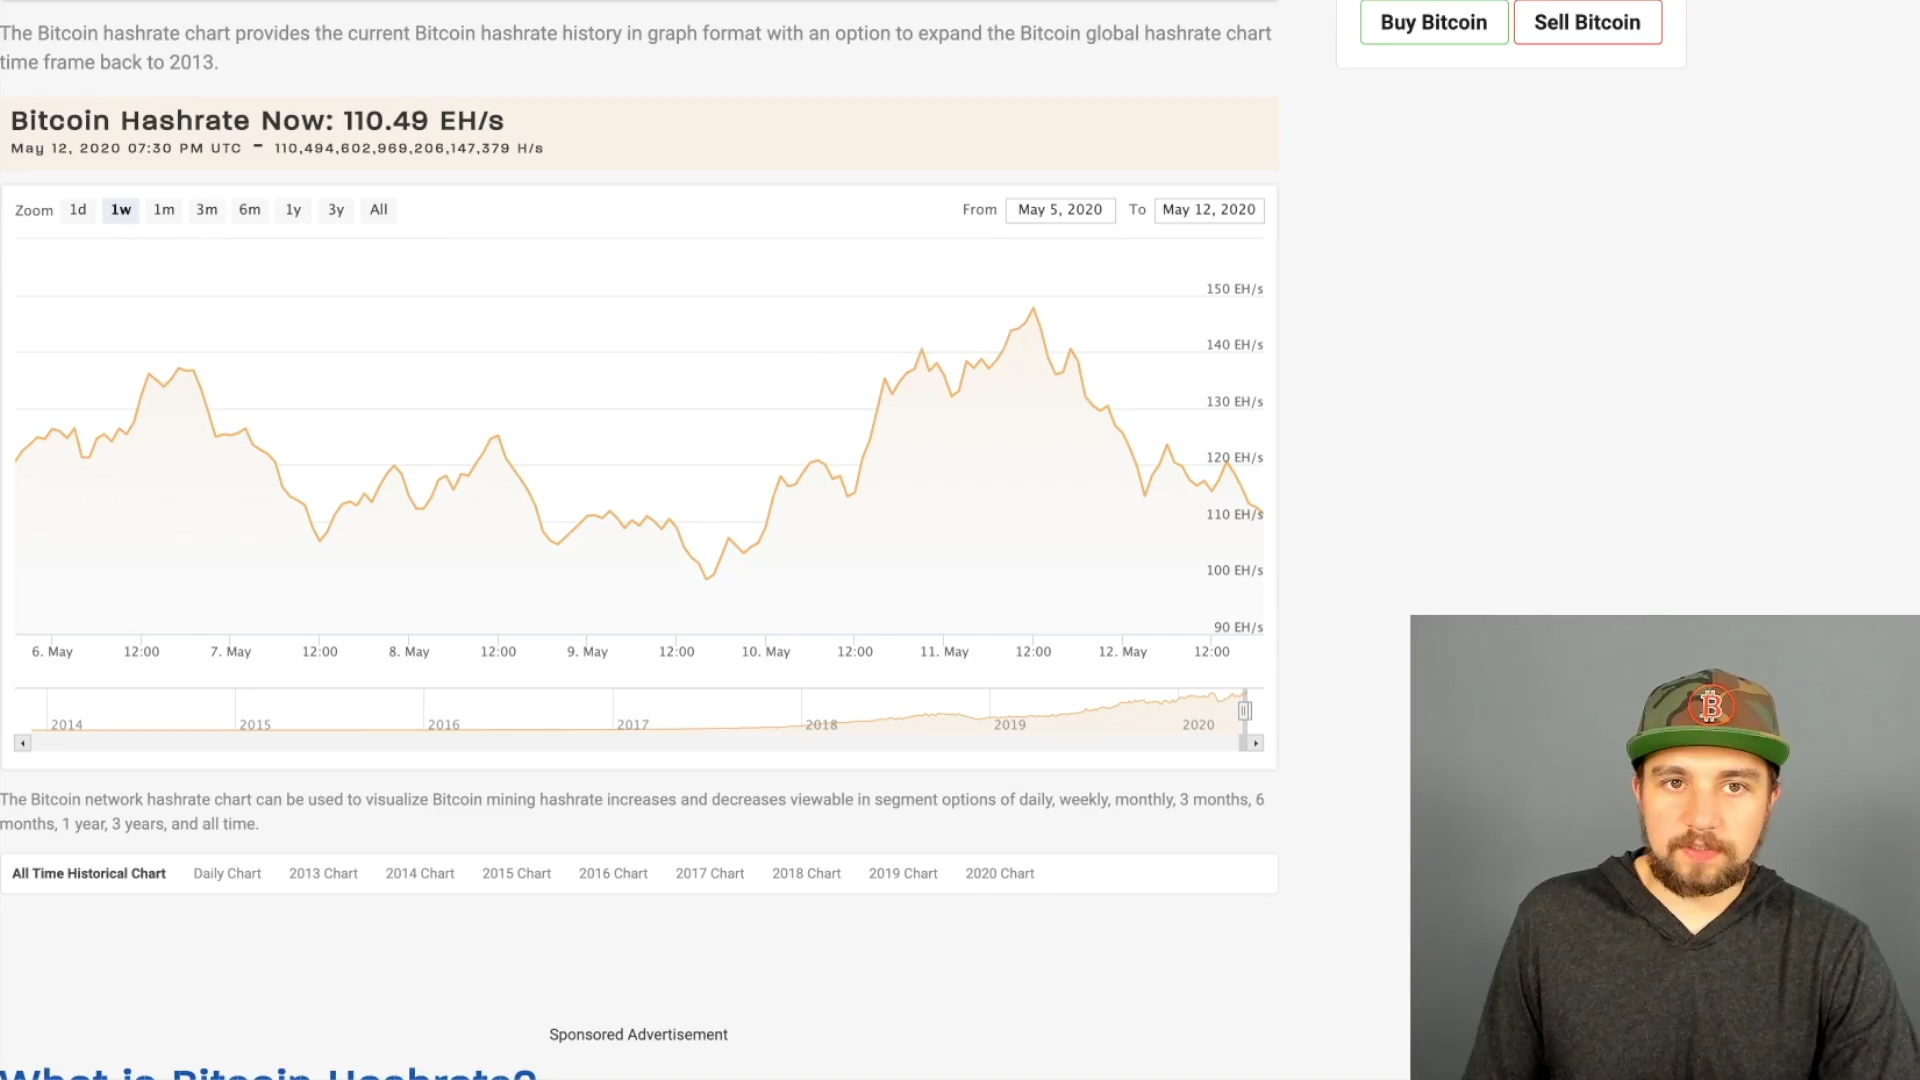 The Bitcoin hashrate chart provides the current Bitcoin hashrate history in graph format with an option to expand the Bitcoin global hashrate chart
time frame back to 2013.
Buy Bitcoin Sell Bitcoin
Bitcoin Hashrate Now: 110.49 EH/s
May 12, 2020 07:30 PM UTC – 110,494,602,969,206,147,379 H/s
Zoom 1d 1w 1m 3m 6m 1y 3y All From May 5, 2020 To May 12, 2020
150 EH/s
140 EH/s
130 EH/s
120 EH/s
110 EH/s
100 EH/s
90 EH/s
6. May 12:00 7. May 12:00 8. May 12:00 9. May 12:00 10. May 12:00 11. May 12:00 12. May 12:00
2014 2015 2016 2017 2018 2019 2020
The Bitcoin network hashrate chart can be used to visualize Bitcoin mining hashrate increases and decreases viewable in segment options of daily, weekly, monthly, 3 months, 6
months, 1 year, 3 years, and all time.
All Time Historical Chart Daily Chart 2013 Chart 2014 Chart 2015 Chart 2016 Chart 2017 Chart 2018 Chart 2019 Chart 2020 Chart
Sponsored Advertisement
What is Bitcoin Hashrate?